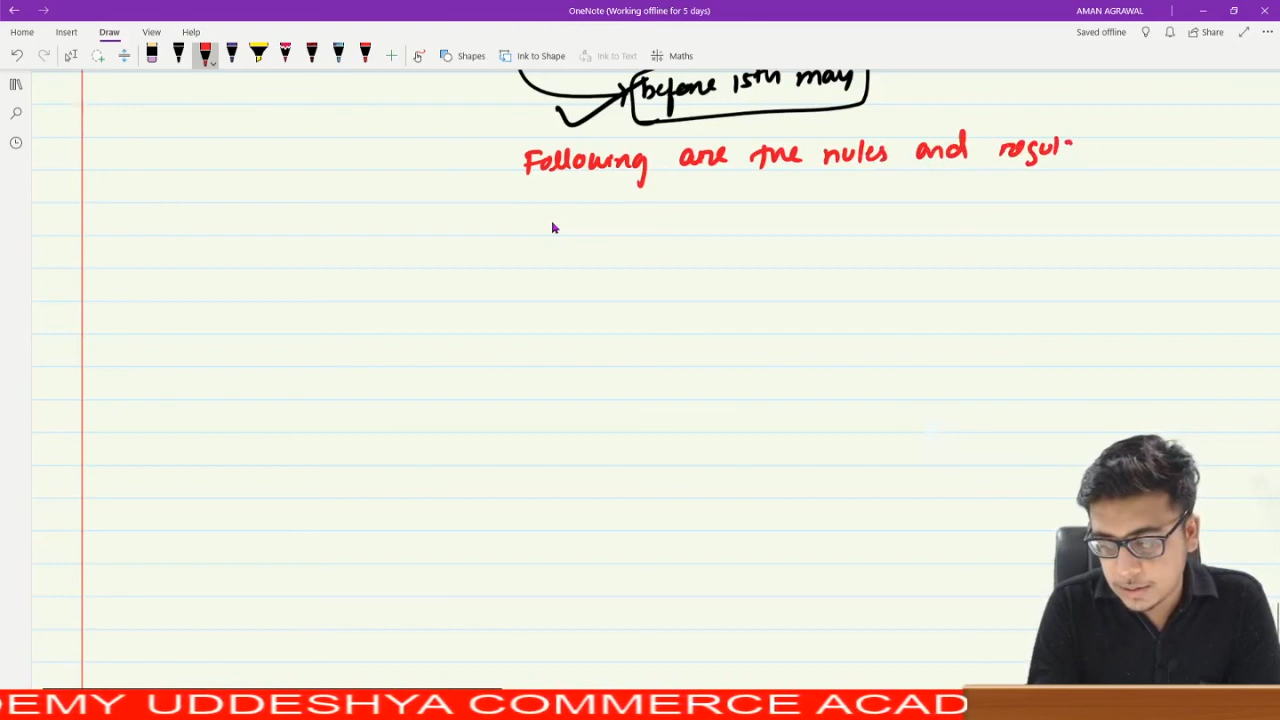 OneNote (Working offline for 5 days)
AMAN AGRAWAL
Home Insert Draw View Help
Saved offline Share
Shapes Ink to Shape Ink to Text Maths
before 15th may
Following are the rules and regul
DEMY UDDESHYA COMMERCE ACAD